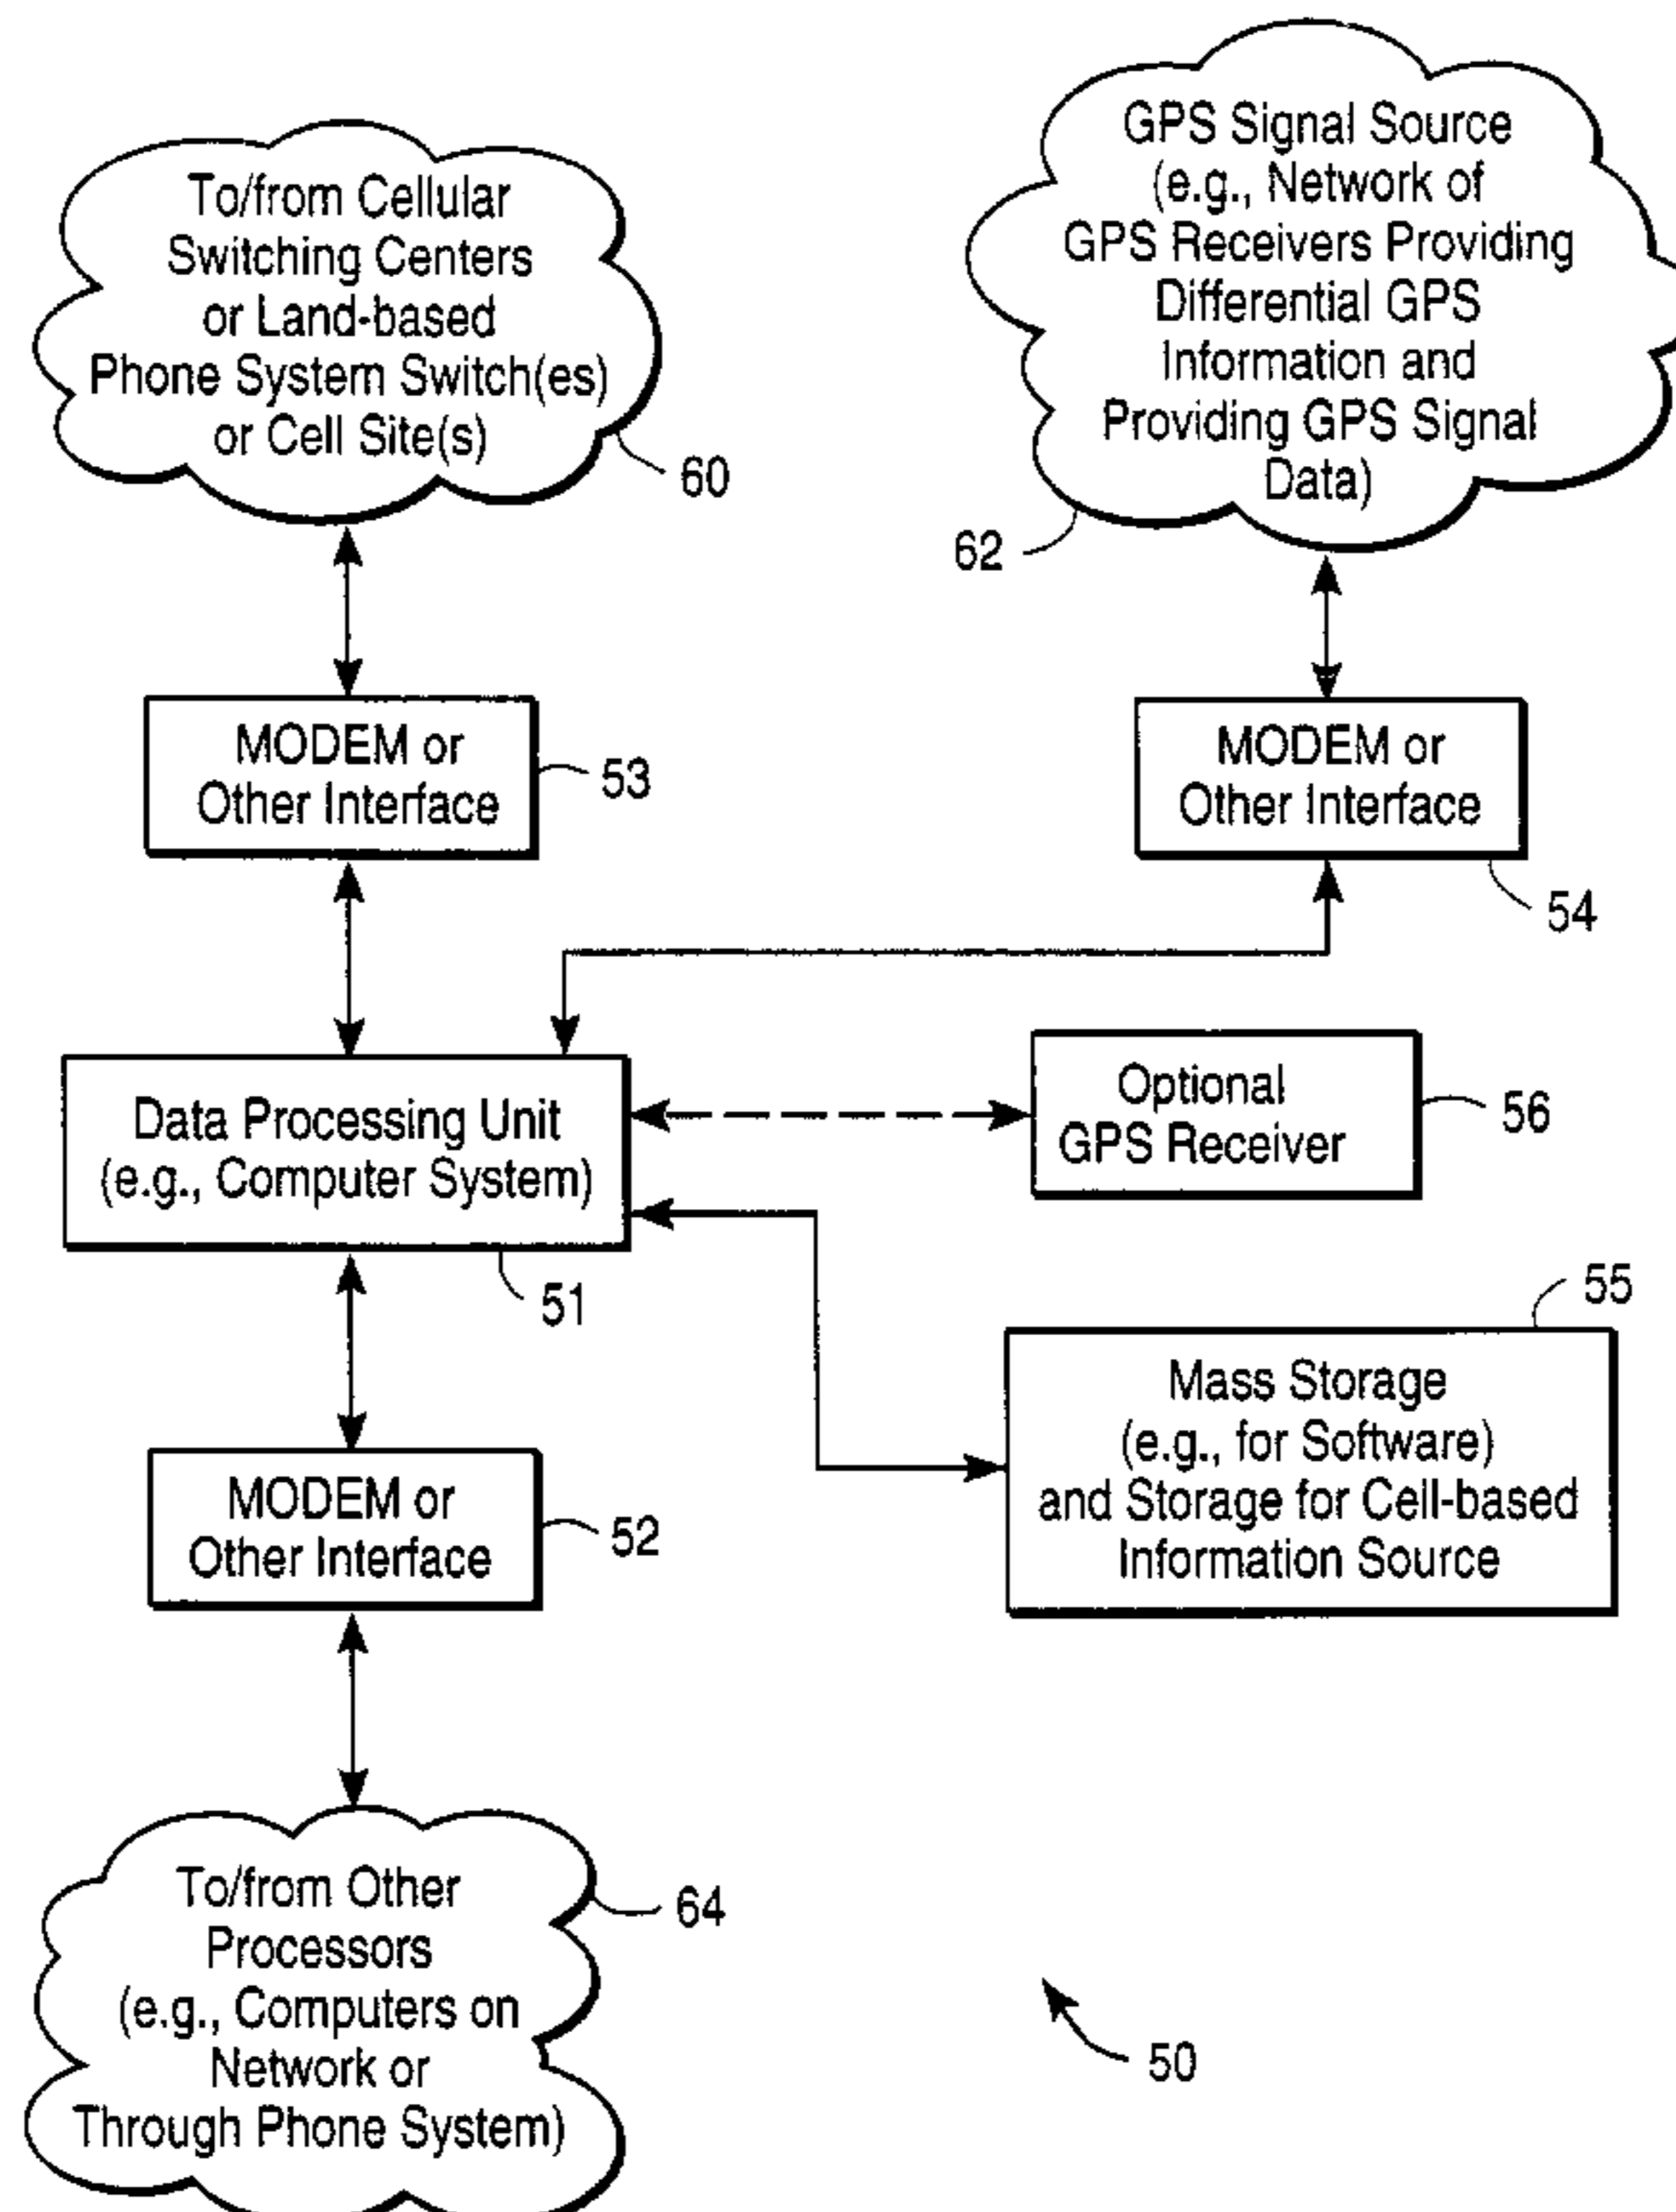 To/from Cellular
Switching Centers
or Land-based
Phone System Switch(es)
or Cell Site(s)
60
GPS Signal Source
(e.g., Network of
GPS Receivers Providing
Differential GPS
Information and
Providing GPS Signal
Data)
62
MODEM or
Other Interface
53
MODEM or
Other Interface
54
Data Processing Unit
(e.g., Computer System)
51
Optional
GPS Receiver
56
55
Mass Storage
(e.g., for Software)
and Storage for Cell-based
Information Source
MODEM or
Other Interface
52
To/from Other
Processors
(e.g., Computers on
Network or
Through Phone System)
64
50